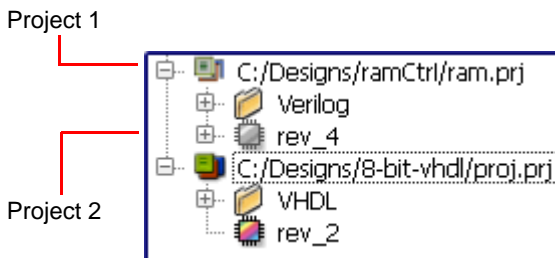 Project 1
C:/Designs/ramCtrl/ram.prj
Verilog
rev_4
C:/Designs/8-bit-vhdl/proj.prj
VHDL
Project 2
rev_2